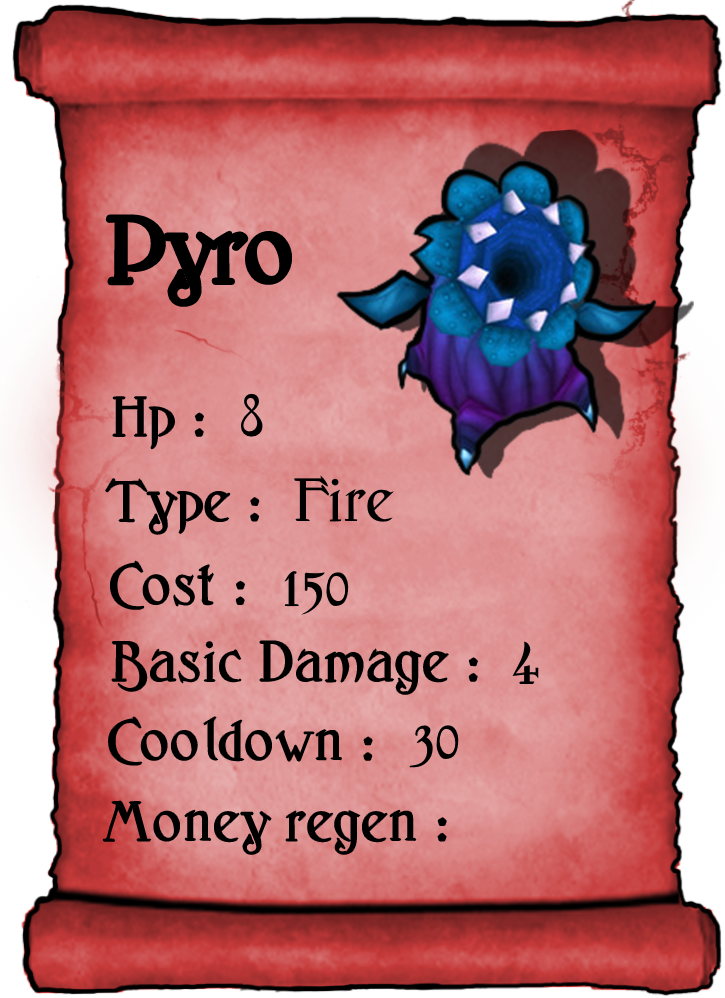 Pyro
Hp : 8
Type : Fire
Cost : 150
Basic Damage : 4
Cooldown : 30
Money regen :